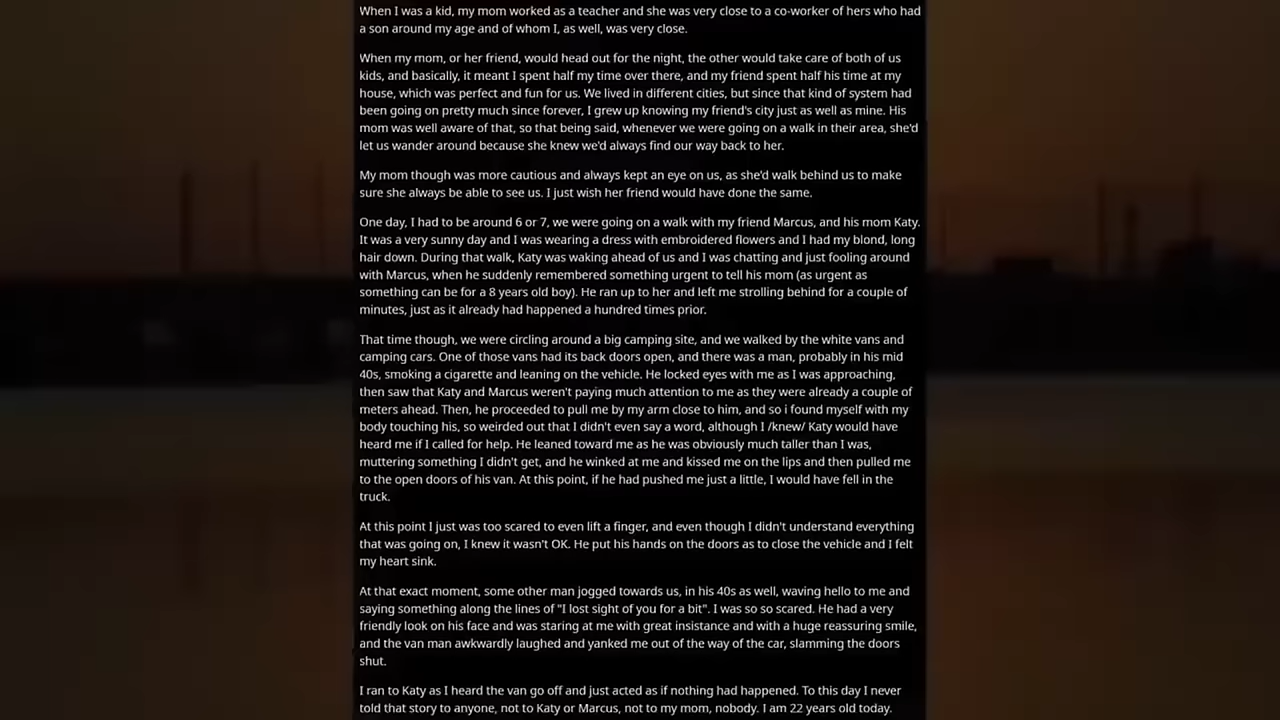 When I was a kid, my mom worked as a teacher and she was very close to a co-worker of hers who had
a son around my age and of whom I, as well, was very close.
When my mom, or her friend, would head out for the night, the other would take care of both of us
kids, and basically, it meant I spent half my time over there, and my friend spent half his time at my
house, which was perfect and fun for us. We lived in different cities, but since that kind of system had
been going on pretty much since forever, I grew up knowing my friend's city just as well as mine. His
mom was well aware of that, so that being said, whenever we were going on a walk in their area, she'd
let us wander around because she knew we'd always find our way back to her.
My mom though was more cautious and always kept an eye on us, as she'd walk behind us to make
sure she always be able to see us. I just wish her friend would have done the same.
One day, I had to be around 6 or 7, we were going on a walk with my friend Marcus, and his mom Katy.
It was a very sunny day and I was wearing a dress with embroidered flowers and I had my blond, long
hair down. During that walk, Katy was waking ahead of us and I was chatting and just fooling around
with Marcus, when he suddenly remembered something urgent to tell his mom (as urgent as
something can be for a 8 years old boy). He ran up to her and left me strolling behind for a couple of
minutes, just as it already had happened a hundred times prior.
That time though, we were circling around a big camping site, and we walked by the white vans and
camping cars. One of those vans had its back doors open, and there was a man, probably in his mid
40s, smoking a cigarette and leaning on the vehicle. He locked eyes with me as I was approaching,
then saw that Katy and Marcus weren't paying much attention to me as they were already a couple of
meters ahead. Then, he proceeded to pull me by my arm close to him, and so i found myself with my
body touching his, so weirded out that I didn't even say a word, although I /knew/ Katy would have
heard me if I called for help. He leaned toward me as he was obviously much taller than I was,
muttering something I didn't get, and he winked at me and kissed me on the lips and then pulled me
to the open doors of his van. At this point, if he had pushed me just a little, I would have fell in the
truck.
At this point I just was too scared to even lift a finger, and even though I didn't understand everything
that was going on, I knew it wasn't OK. He put his hands on the doors as to close the vehicle and I felt
my heart sink.
At that exact moment, some other man jogged towards us, in his 40s as well, waving hello to me and
saying something along the lines of "I lost sight of you for a bit". I was so so scared. He had a very
friendly look on his face and was staring at me with great insistance and with a huge reassuring smile,
and the van man awkwardly laughed and yanked me out of the way of the car, slamming the doors
shut.
I ran to Katy as I heard the van go off and just acted as if nothing had happened. To this day I never
told that story to anyone, not to Katy or Marcus, not to my mom, nobody. I am 22 years old today.